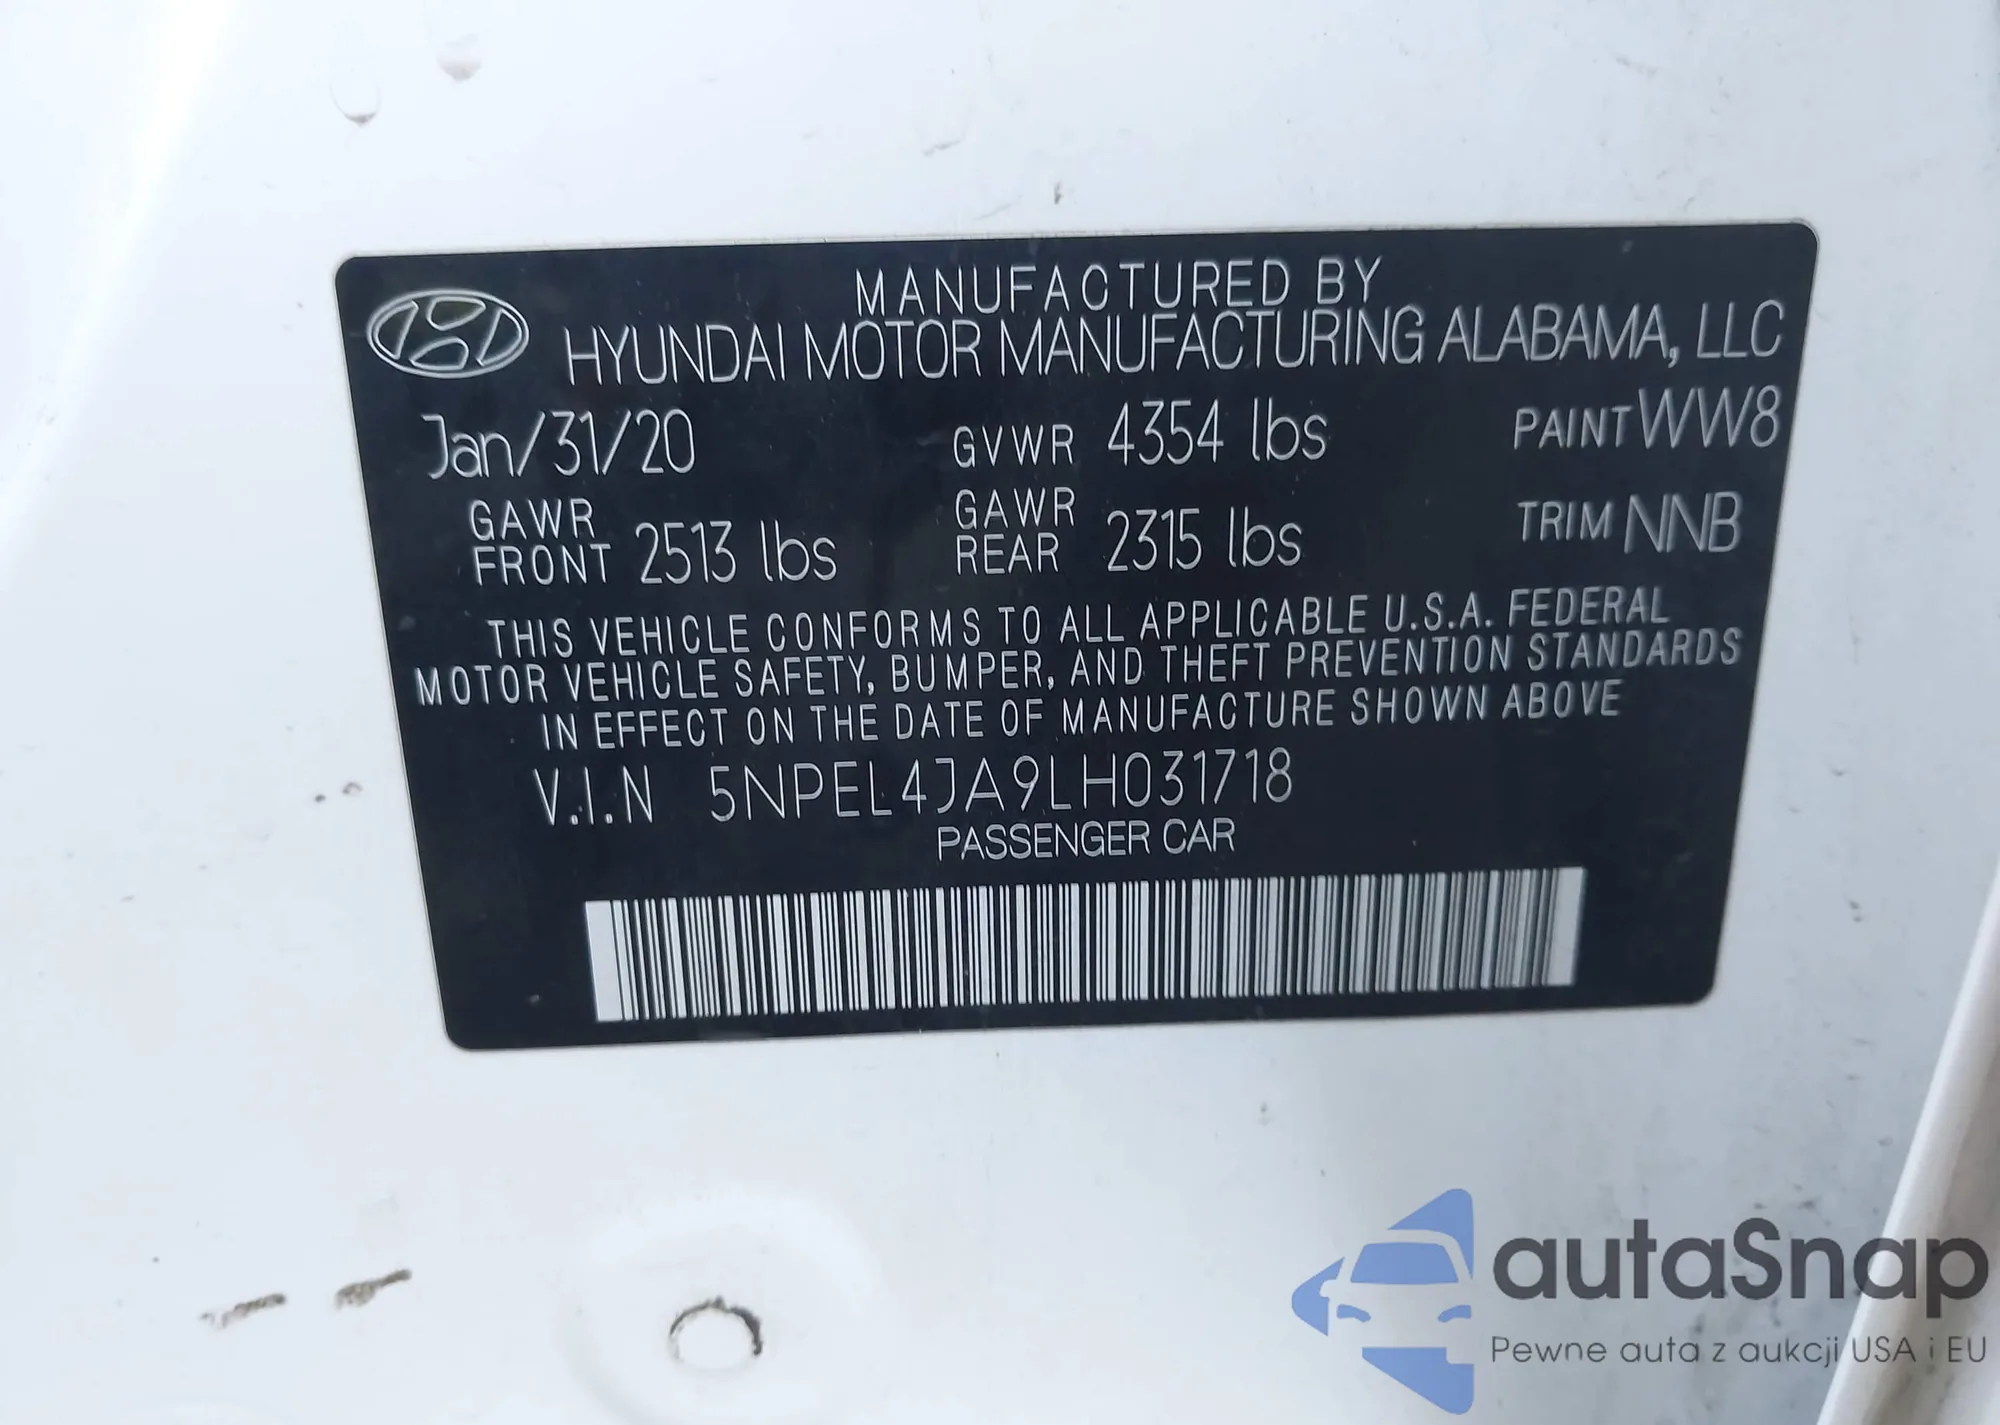 MANUFACTURED BY
HYUNDAI MOTOR MANUFACTURING ALABAMA, LLC
Jan/31/20 GVWR 4354 lbs PAINT WW8
GAWR FRONT 2513 lbs GAWR REAR 2315 lbs TRIM NNB
THIS VEHICLE CONFORMS TO ALL APPLICABLE U.S.A. FEDERAL
MOTOR VEHICLE SAFETY, BUMPER, AND THEFT PREVENTION STANDARDS
IN EFFECT ON THE DATE OF MANUFACTURE SHOWN ABOVE
V.I.N 5NPEL4JA9LH031718
PASSENGER CAR
autaSnap
Pewne auta z aukcji USA i EU